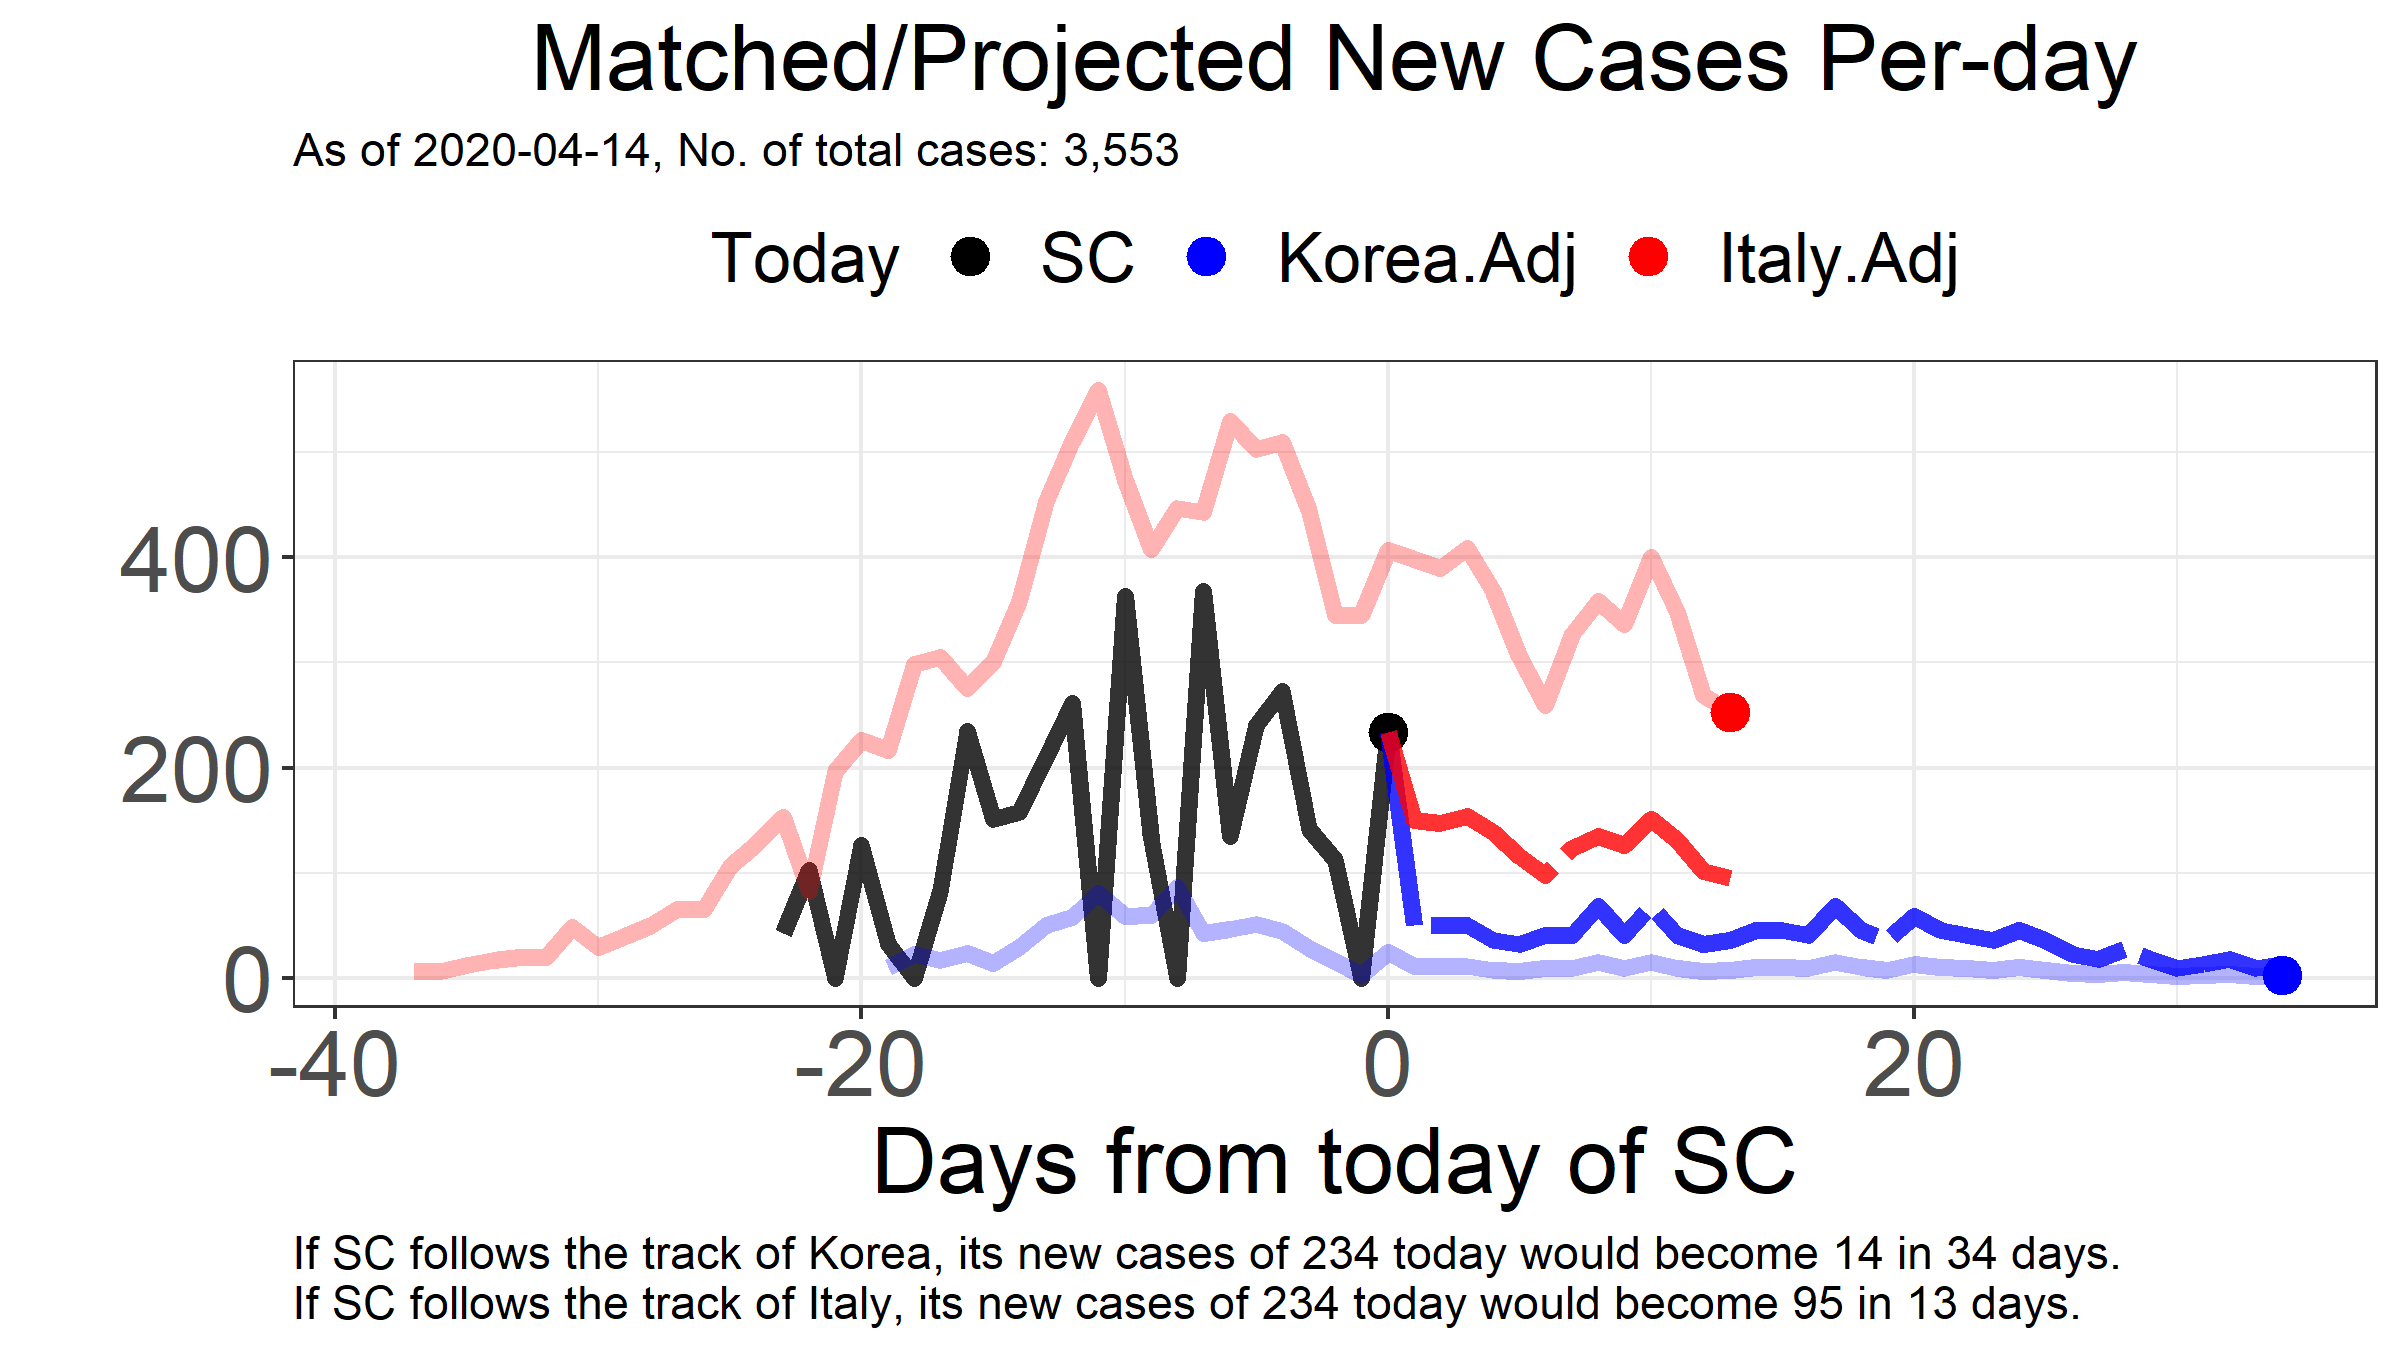 Matched/Projected New Cases Per-day
As of 2020-04-14, No. of total cases: 3,553
Today SC Korea.Adj Italy.Adj
400
200
0
-40 -20 0 20
Days from today of SC
If SC follows the track of Korea, its new cases of 234 today would become 14 in 34 days.
If SC follows the track of Italy, its new cases of 234 today would become 95 in 13 days.